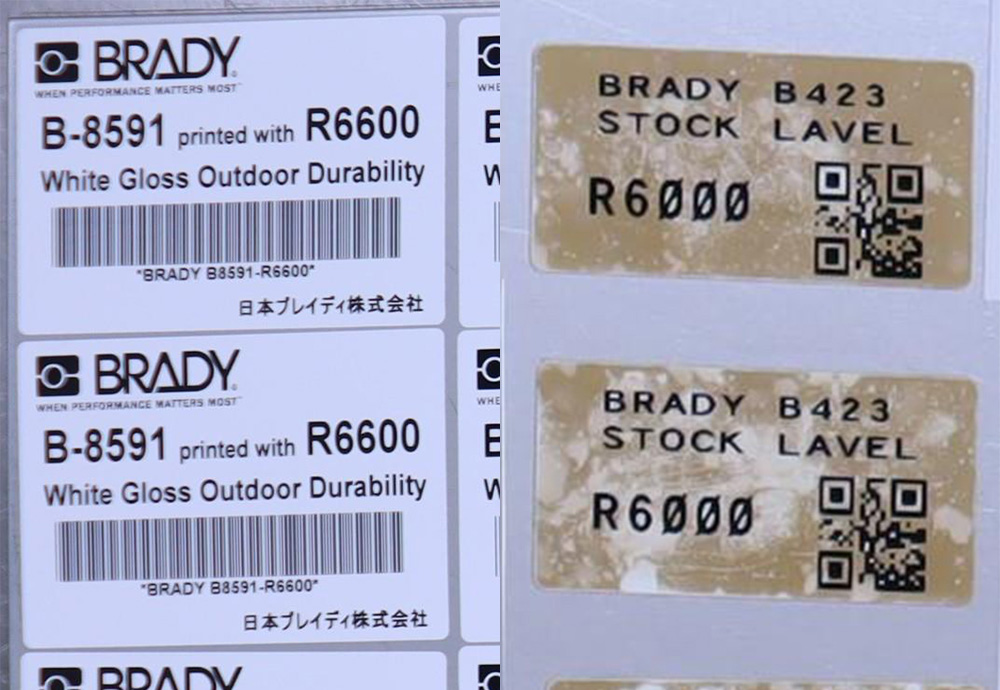 BRADY
WHEN PERFORMANCE MATTERS MOST™
B-8591 printed with R6600
White Gloss Outdoor Durability
*BRADY B8591-R6600*
日本ブレイディ株式会社
BRADY
WHEN PERFORMANCE MATTERS MOST™
B-8591 printed with R6600
White Gloss Outdoor Durability
*BRADY B8591-R6600*
日本ブレイディ株式会社
BRADY
BRADY B423
STOCK LAVEL
R6000
BRADY B423
STOCK LAVEL
R6000